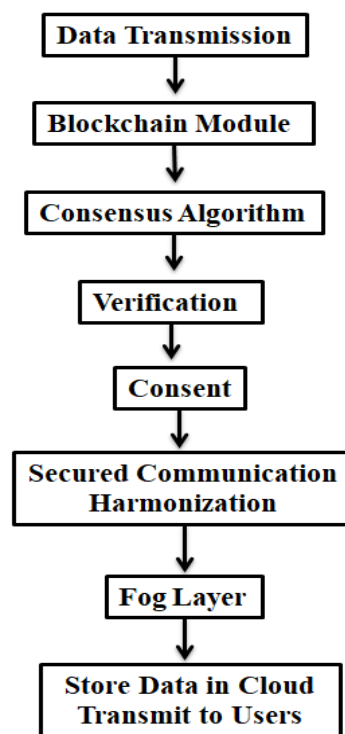 Data Transmission
Blockchain Module
Consensus Algorithm
Verification
Consent
Secured Communication
Harmonization
Fog Layer
Store Data in Cloud
Transmit to Users